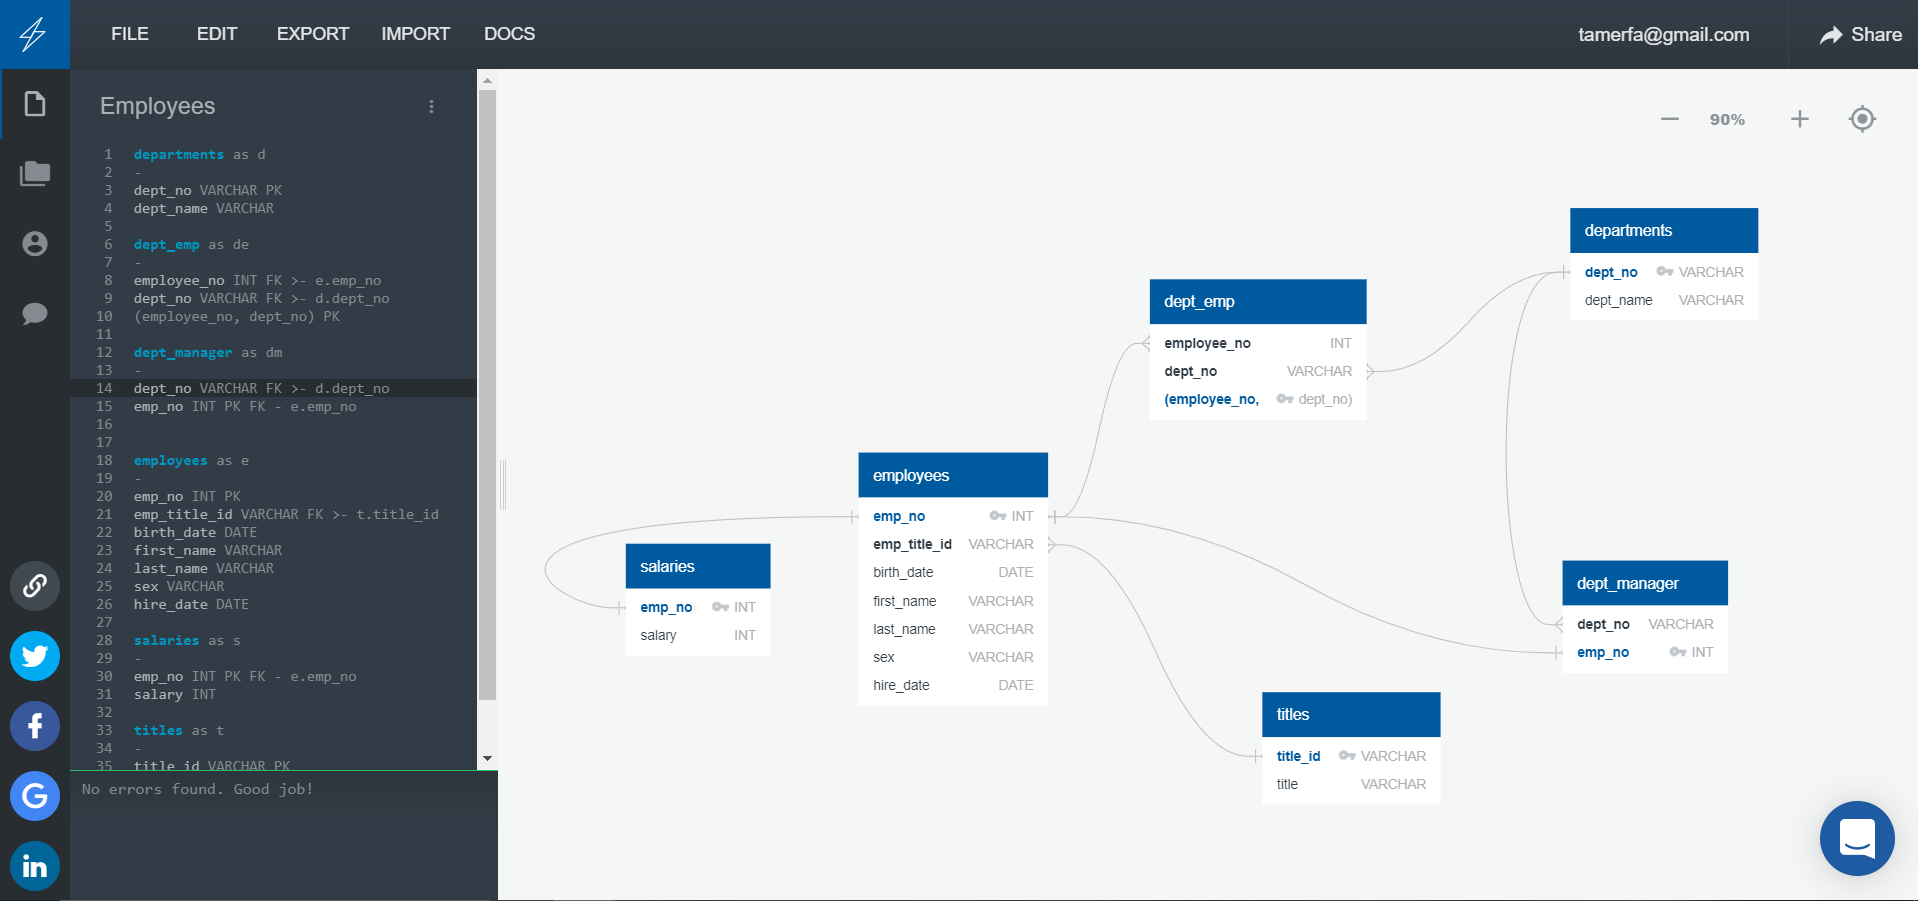 FILE EDIT EXPORT IMPORT DOCS
tamerfa@gmail.com
Share
Employees
1 departments as d
2 -
3 dept_no VARCHAR PK
4 dept_name VARCHAR
5
6 dept_emp as de
7 -
8 employee_no INT FK >- e.emp_no
9 dept_no VARCHAR FK >- d.dept_no
10 (employee_no, dept_no) PK
11
12 dept_manager as dm
13 -
14 dept_no VARCHAR FK >- d.dept_no
15 emp_no INT PK FK - e.emp_no
16
17
18 employees as e
19 -
20 emp_no INT PK
21 emp_title_id VARCHAR FK >- t.title_id
22 birth_date DATE
23 first_name VARCHAR
24 last_name VARCHAR
25 sex VARCHAR
26 hire_date DATE
27
28 salaries as s
29 -
30 emp_no INT PK FK - e.emp_no
31 salary INT
32
33 titles as t
34 -
35 title_id VARCHAR PK
No errors found. Good job!
90%
departments
dept_no VARCHAR
dept_name VARCHAR
dept_emp
employee_no INT
dept_no VARCHAR
(employee_no, dept_no)
employees
emp_no INT
emp_title_id VARCHAR
birth_date DATE
first_name VARCHAR
last_name VARCHAR
sex VARCHAR
hire_date DATE
salaries
emp_no INT
salary INT
dept_manager
dept_no VARCHAR
emp_no INT
titles
title_id VARCHAR
title VARCHAR
f
G
in